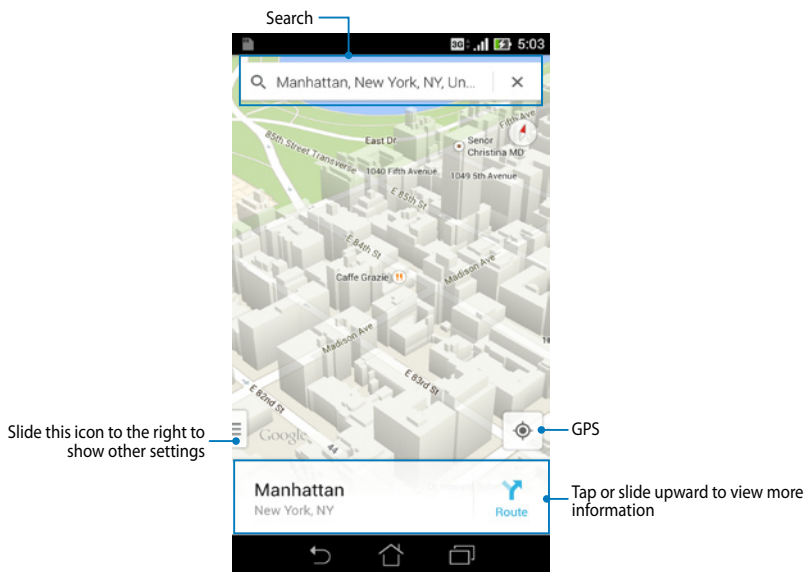 Search
3G 5:03
Manhattan, New York, NY, Un...
Fifth Ave
85th Street Transverse
East Dr
Senor
Christina MD
1040 Fifth Avenue
1049 5th Avenue
E 85th St
E 84th St
Madison Ave
Caffe Grazie
Madison Ave
E 83rd St
E 82nd St
Google
Slide this icon to the right to
show other settings
GPS
Manhattan
New York, NY
Route
Tap or slide upward to view more
information